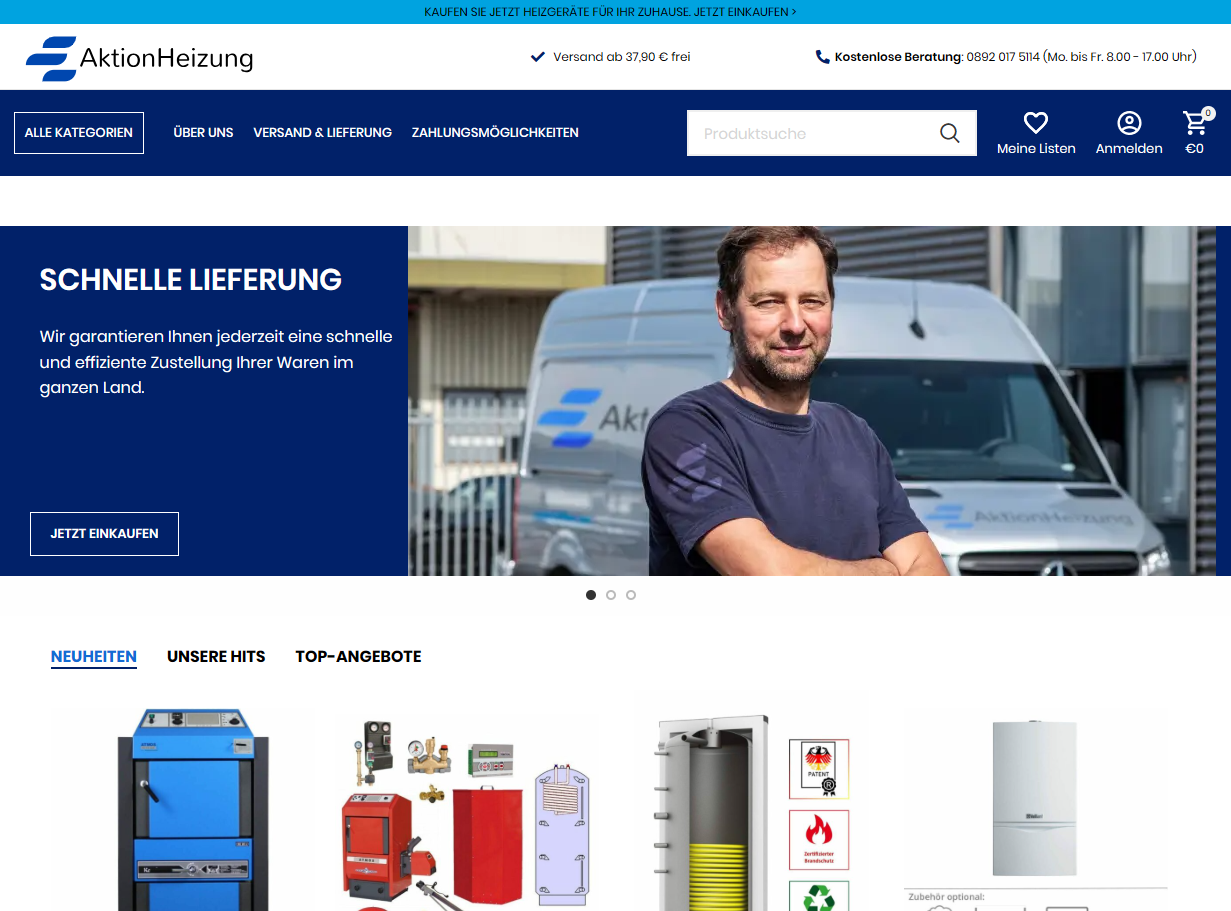 KAUFEN SIE JETZT HEIZGERÄTE FÜR IHR ZUHAUSE. JETZT EINKAUFEN >
AktionHeizung
Versand ab 37,90 € frei
Kostenlose Beratung: 0892 017 5114 (Mo. bis Fr. 8.00 - 17.00 Uhr)
ALLE KATEGORIEN
ÜBER UNS
VERSAND & LIEFERUNG
ZAHLUNGSMÖGLICHKEITEN
Produktsuche
Meine Listen
Anmelden
0
€0
SCHNELLE LIEFERUNG
Wir garantieren Ihnen jederzeit eine schnelle
und effiziente Zustellung Ihrer Waren im
ganzen Land.
JETZT EINKAUFEN
Akt
AktionHeizung
NEUHEITEN
UNSERE HITS
TOP-ANGEBOTE
PATENT
Zertifizierter
Brandschutz
Vaillant
Zubehör optional: